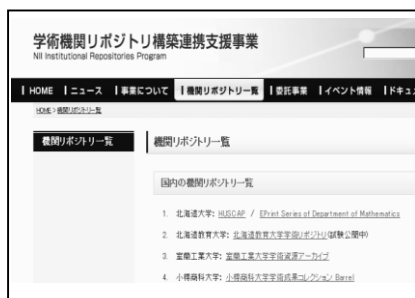 学術機関リポジトリ構築連携支援事業
NII Institutional Repositories Program
HOME ニュース 事業について 機関リポジトリ一覧 委託事業 イベント情報 ドキュメ
HOME > 機関リポジトリ一覧
機関リポジトリ一覧
機関リポジトリ一覧
国内の機関リポジトリ一覧
1. 北海道大学: HUSCAP / EPrint Series of Department of Mathematics
2. 北海道教育大学: 北海道教育大学学術リポジトリ(試験公開中)
3. 室蘭工業大学: 室蘭工業大学学術資源アーカイブ
4. 小樽商科大学: 小樽商科大学学術成果コレクション Barrel